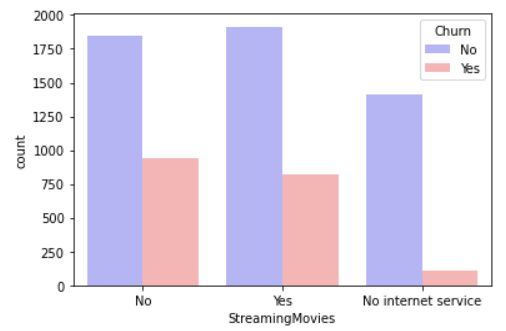 2000
1750
1500
1250
1000
750
500
250
0
count
Churn
No
Yes
No Yes No internet service
StreamingMovies